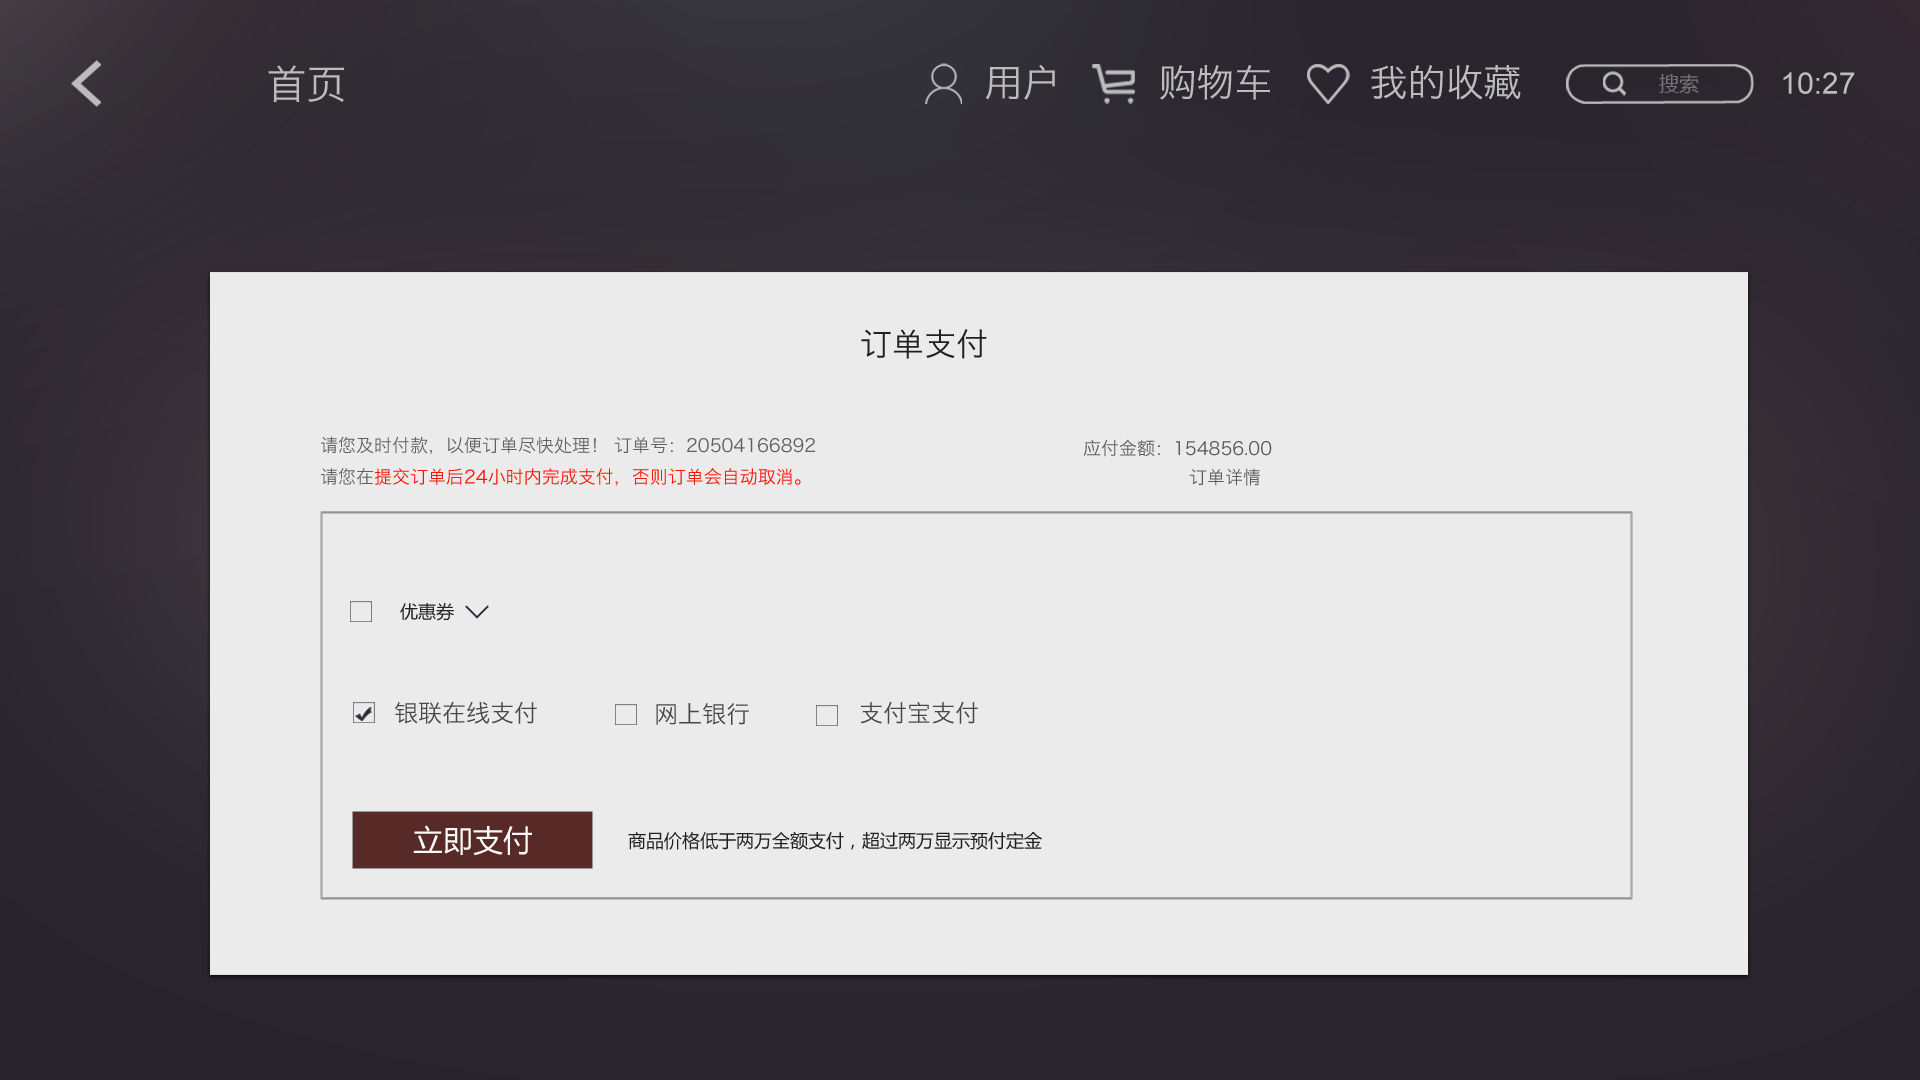 首页 用户 购物车 我的收藏 搜索 10:27
订单支付
请您及时付款，以便订单尽快处理！ 订单号：20504166892
应付金额：154856.00
请您在提交订单后24小时内完成支付，否则订单会自动取消。
订单详情
优惠券
银联在线支付 网上银行 支付宝支付
立即支付 商品价格低于两万全额支付，超过两万显示预付定金